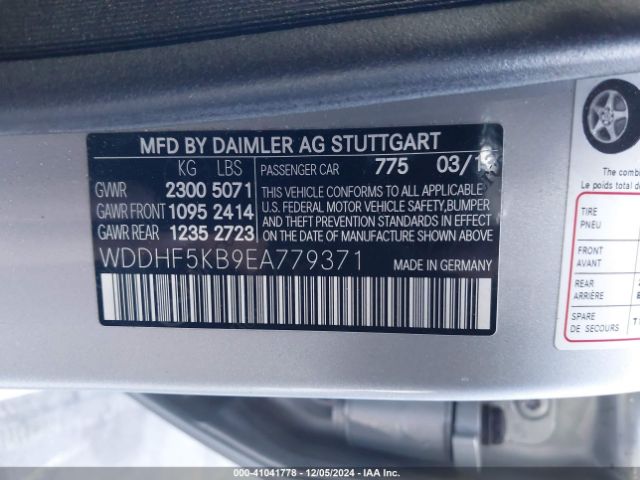 MFD BY DAIMLER AG STUTTGART
KG LBS
GVWR 2300 5071
GAWR FRONT 1095 2414
GAWR REAR 1235 2723
PASSENGER CAR 775
THIS VEHICLE CONFORMS TO ALL APPLICABLE
U.S. FEDERAL MOTOR VEHICLE SAFETY,BUMPER
AND THEFT PREVENTION STANDARDS IN EFFECT
ON THE DATE OF MANUFACTURE SHOWN ABOVE.
WDDHF5KB9EA779371 MADE IN GERMANY
The
Le poids total de
TIRE
PNEU
FRONT
AVANT
REAR
ARRIÈRE
SPARE
DE SECOURS
000-41041778 - 12/05/2024 - IAA Inc.